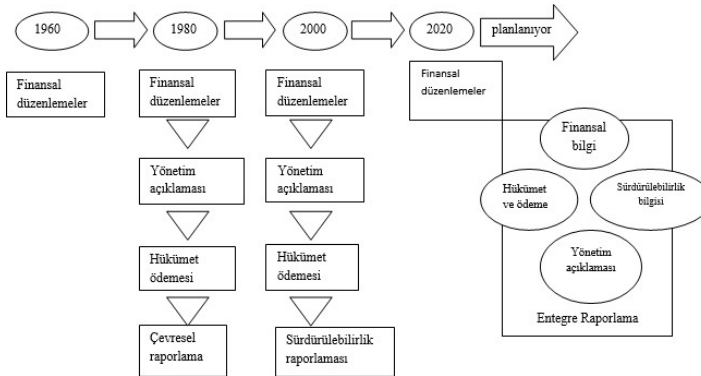 1960
1980
2000
2020
planlanıyor
Finansal
düzenlemeler
Finansal
düzenlemeler
Yönetim
açıklaması
Hükümet
ödemesi
Çevresel
raporlama
Finansal
düzenlemeler
Yönetim
açıklaması
Hükümet
ödemesi
Sürdürülebilirlik
raporlaması
Finansal
düzenlemeler
Finansal
bilgi
Hükümet
ve ödeme
Sürdürülebilirlik
bilgisi
Yönetim
açıklaması
Entegre Raporlama